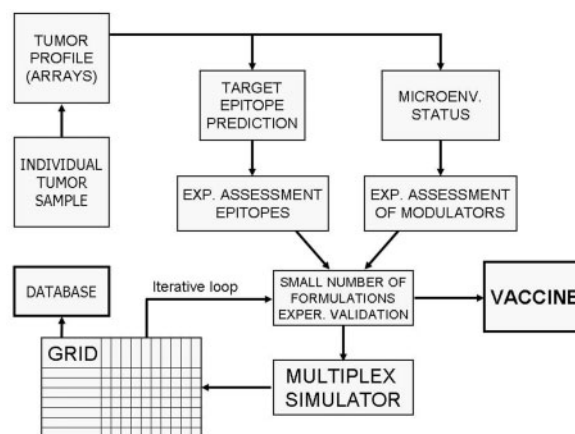 TUMOR
PROFILE
(ARRAYS)
TARGET
EPITOPE
PREDICTION
MICROENV.
STATUS
INDIVIDUAL
TUMOR
SAMPLE
EXP. ASSESSMENT
EPITOPES
EXP. ASSESSMENT
OF MODULATORS
DATABASE
Iterative loop
SMALL NUMBER OF
FORMULATIONS
EXPER. VALIDATION
VACCINE
GRID
MULTIPLEX
SIMULATOR